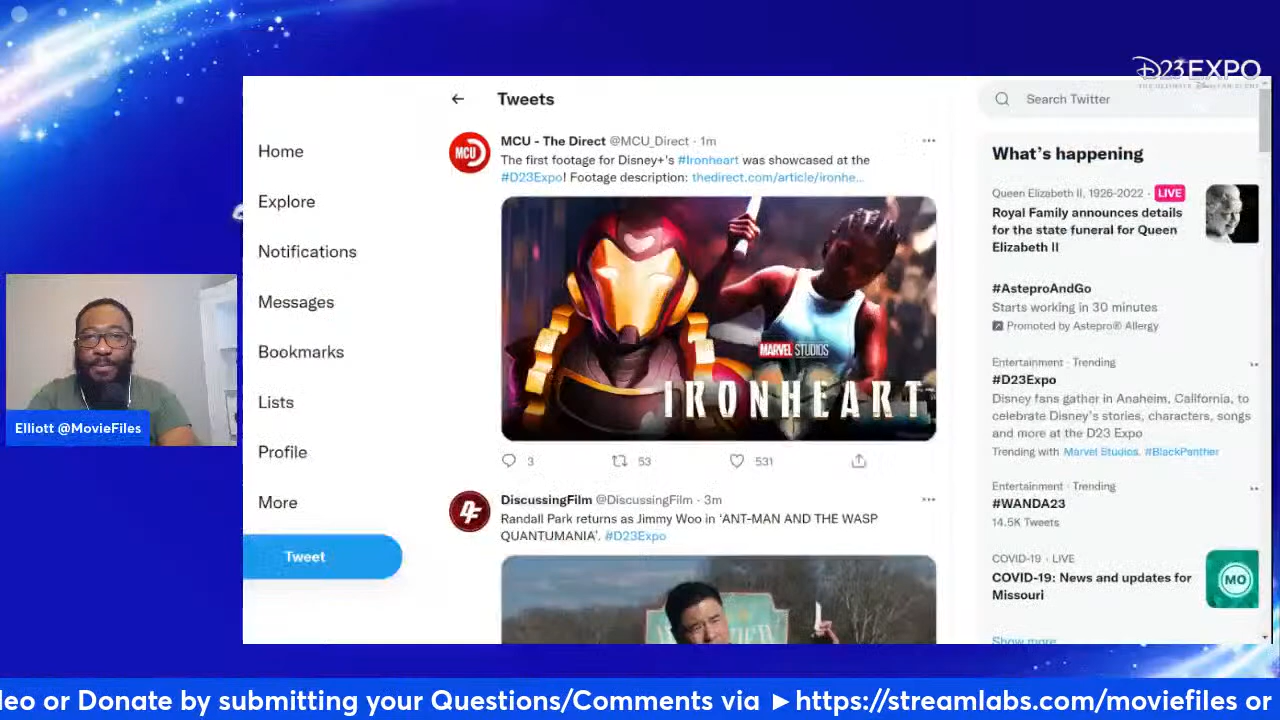 D23EXPO
Tweets
Search Twitter
Home
Explore
Notifications
Messages
Bookmarks
Lists
Profile
More
Tweet
MCU - The Direct @MCU_Direct · 1m
The first footage for Disney+'s #Ironheart was showcased at the
#D23Expo! Footage description: thedirect.com/article/ironhe...
MCU
MARVEL STUDIOS
IRONHEART
3
53
531
DiscussingFilm @DiscussingFilm · 3m
DF
Randall Park returns as Jimmy Woo in 'ANT-MAN AND THE WASP
QUANTUMANIA'. #D23Expo
What's happening
Queen Elizabeth II, 1926-2022 · LIVE
Royal Family announces details
for the state funeral for Queen
Elizabeth II
#AsteproAndGo
Starts working in 30 minutes
Promoted by Astepro® Allergy
Entertainment · Trending
#D23Expo
Disney fans gather in Anaheim, California, to
celebrate Disney's stories, characters, songs
and more at the D23 Expo
Trending with Marvel Studios, #BlackPanther
Entertainment · Trending
#WANDA23
14.5K Tweets
COVID-19 · LIVE
COVID-19: News and updates for
Missouri
MO
Show more
Elliott @MovieFiles
deo or Donate by submitting your Questions/Comments via ►https://streamlabs.com/moviefiles or